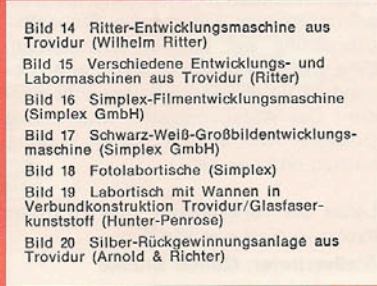 Bild 14 Ritter-Entwicklungsmaschine aus
Trovidur (Wilhelm Ritter)
Bild 15 Verschiedene Entwicklungs- und
Labormaschinen aus Trovidur (Ritter)
Bild 16 Simplex-Filmentwicklungsmaschine
(Simplex GmbH)
Bild 17 Schwarz-Weiß-Großbildentwicklungs-
maschine (Simplex GmbH)
Bild 18 Fotolabortische (Simplex)
Bild 19 Labortisch mit Wannen in
Verbundkonstruktion Trovidur/Glasfaser-
kunststoff (Hunter-Penrose)
Bild 20 Silber-Rückgewinnungsanlage aus
Trovidur (Arnold & Richter)